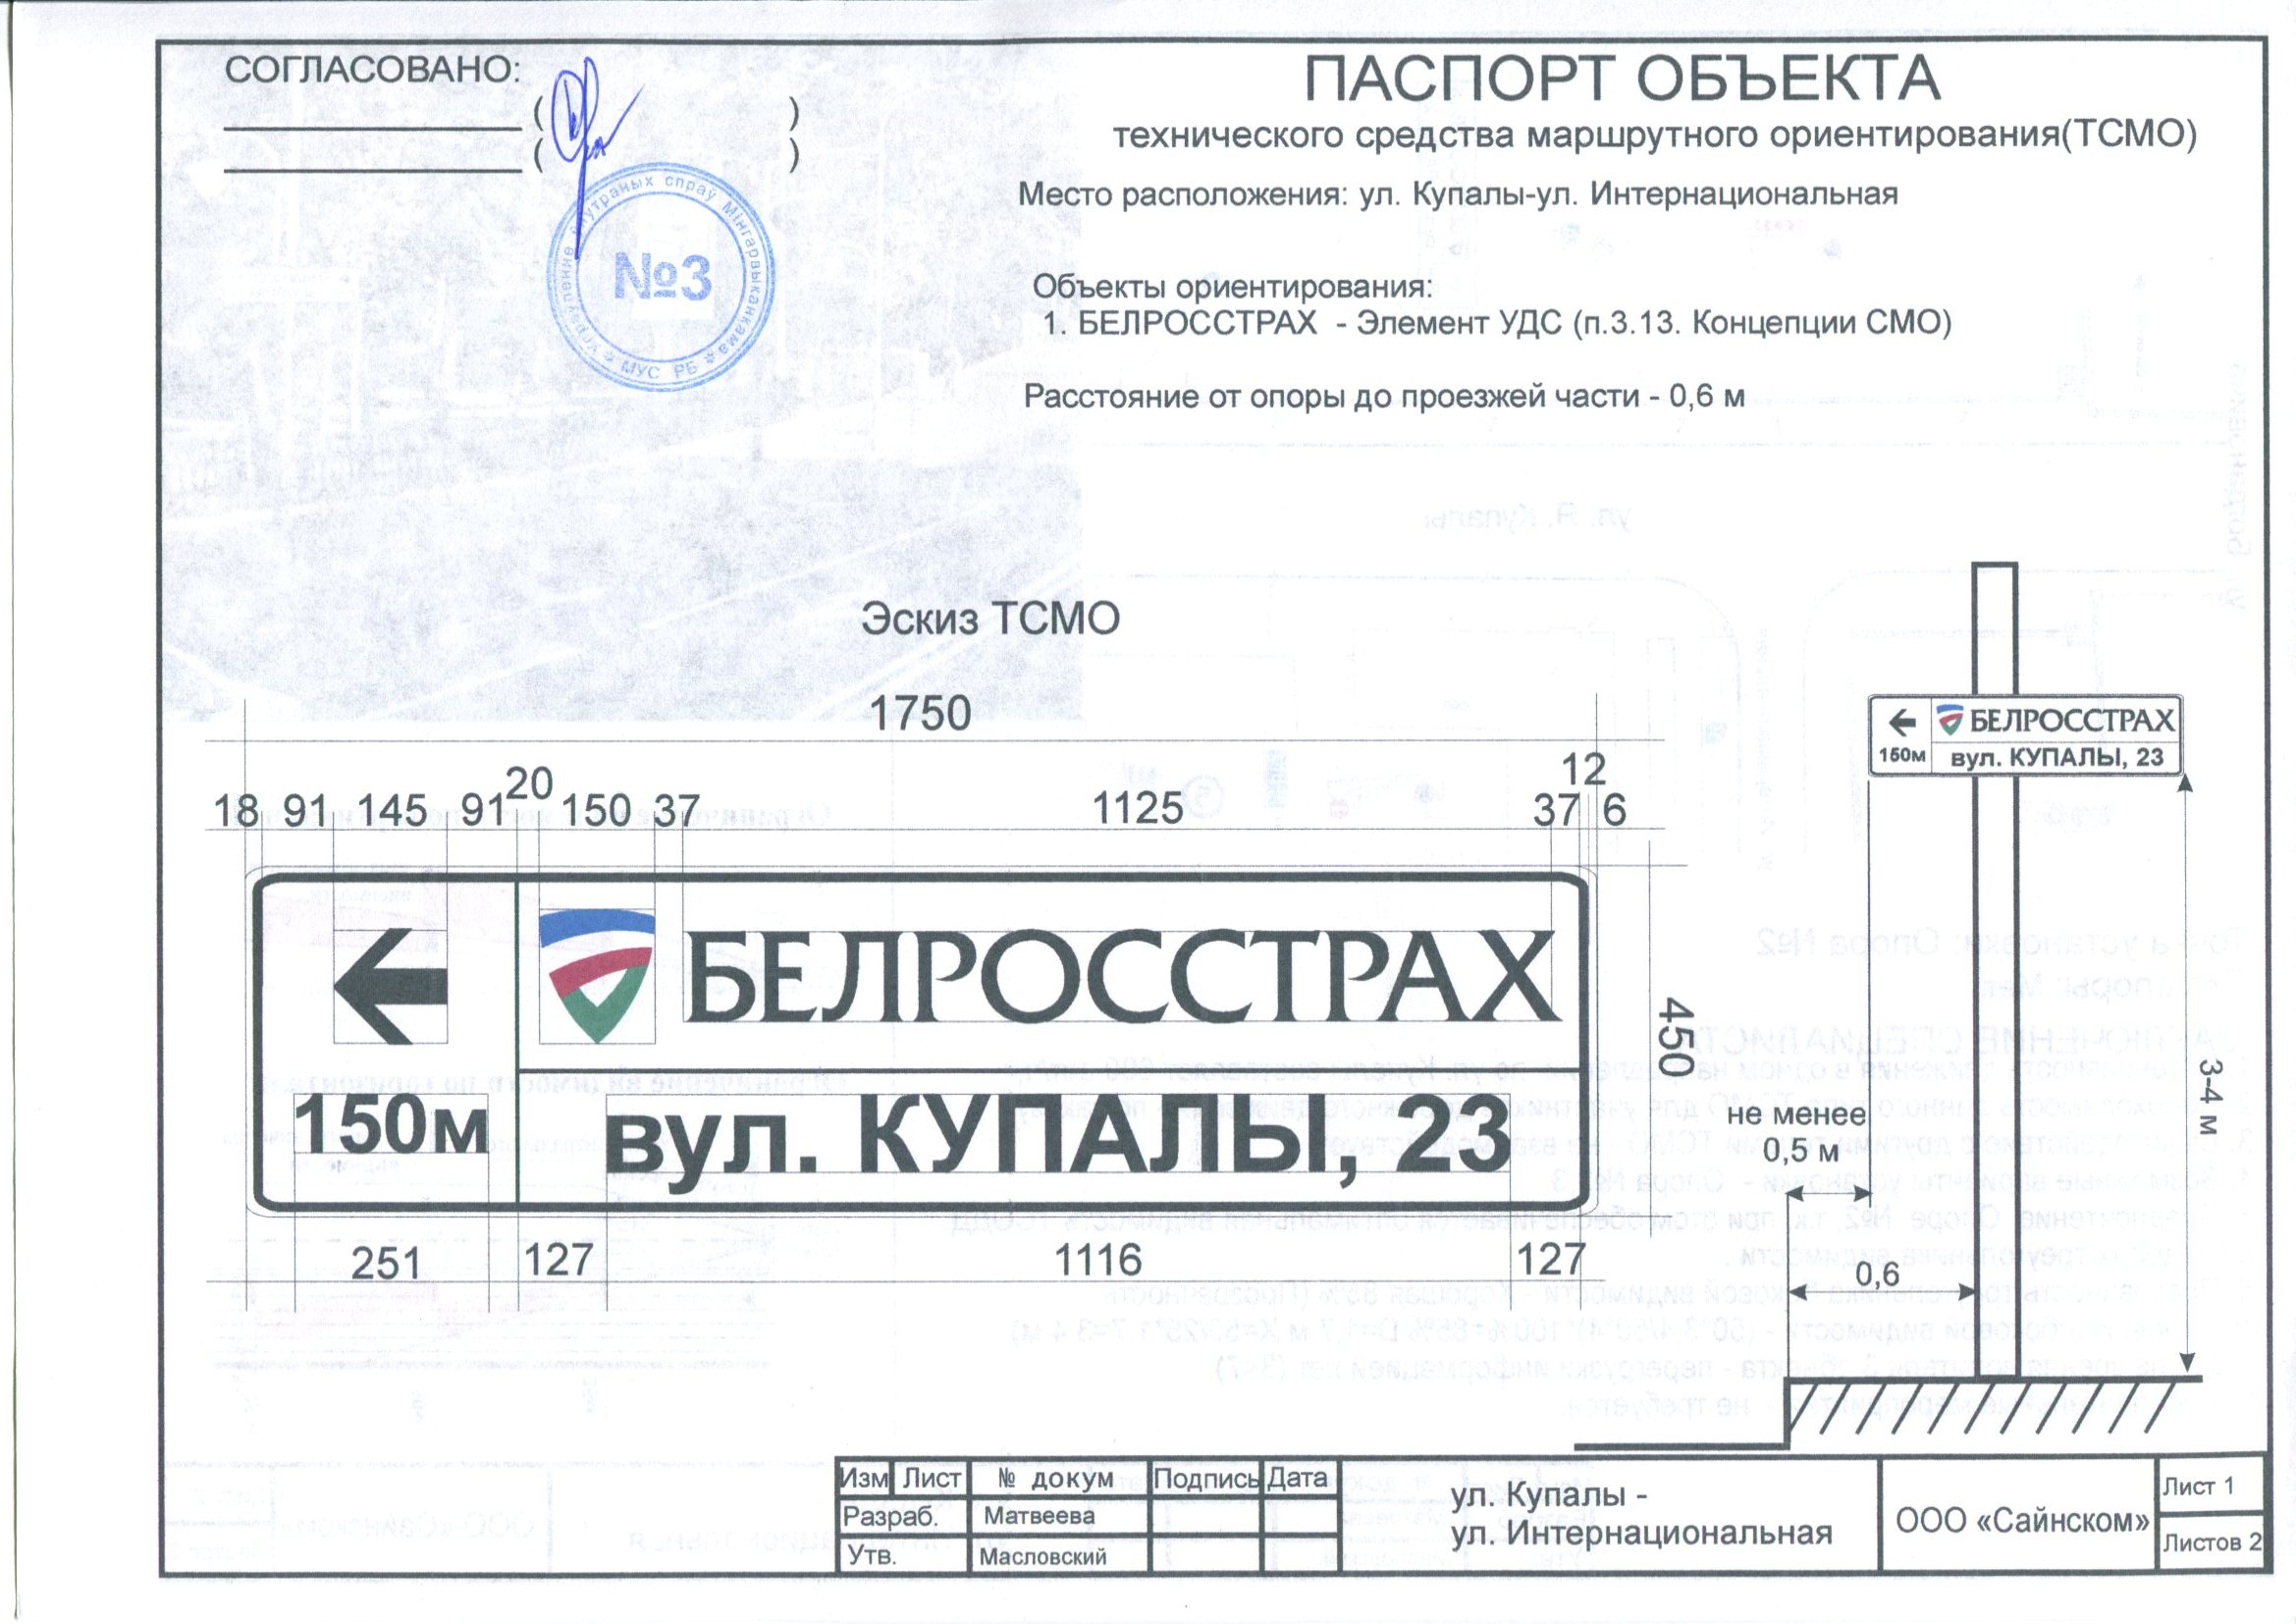 СОГЛАСОВАНО:
(            )
(            )
№3
МУС РБ
ПАСПОРТ ОБЪЕКТА
технического средства маршрутного ориентирования(ТСМО)
Место расположения: ул. Купалы-ул. Интернациональная
Объекты ориентирования:
1. БЕЛРОССТРАХ - Элемент УДС (п.3.13. Концепции СМО)
Расстояние от опоры до проезжей части - 0,6 м
ул. Я. Купалы
Эскиз ТСМО
1750
18 91 145 91 20 150 37 1125 37 12 6
БЕЛРОССТРАХ
150м
вул. КУПАЛЫ, 23
450
251 127 1116 127
БЕЛРОССТРАХ
150м вул. КУПАЛЫ, 23
3-4 м
не менее
0,5 м
0,6
Изм Лист № докум Подпись Дата
Разраб. Матвеева
Утв. Масловский
ул. Купалы -
ул. Интернациональная
ООО «Сайнском»
Лист 1
Листов 2